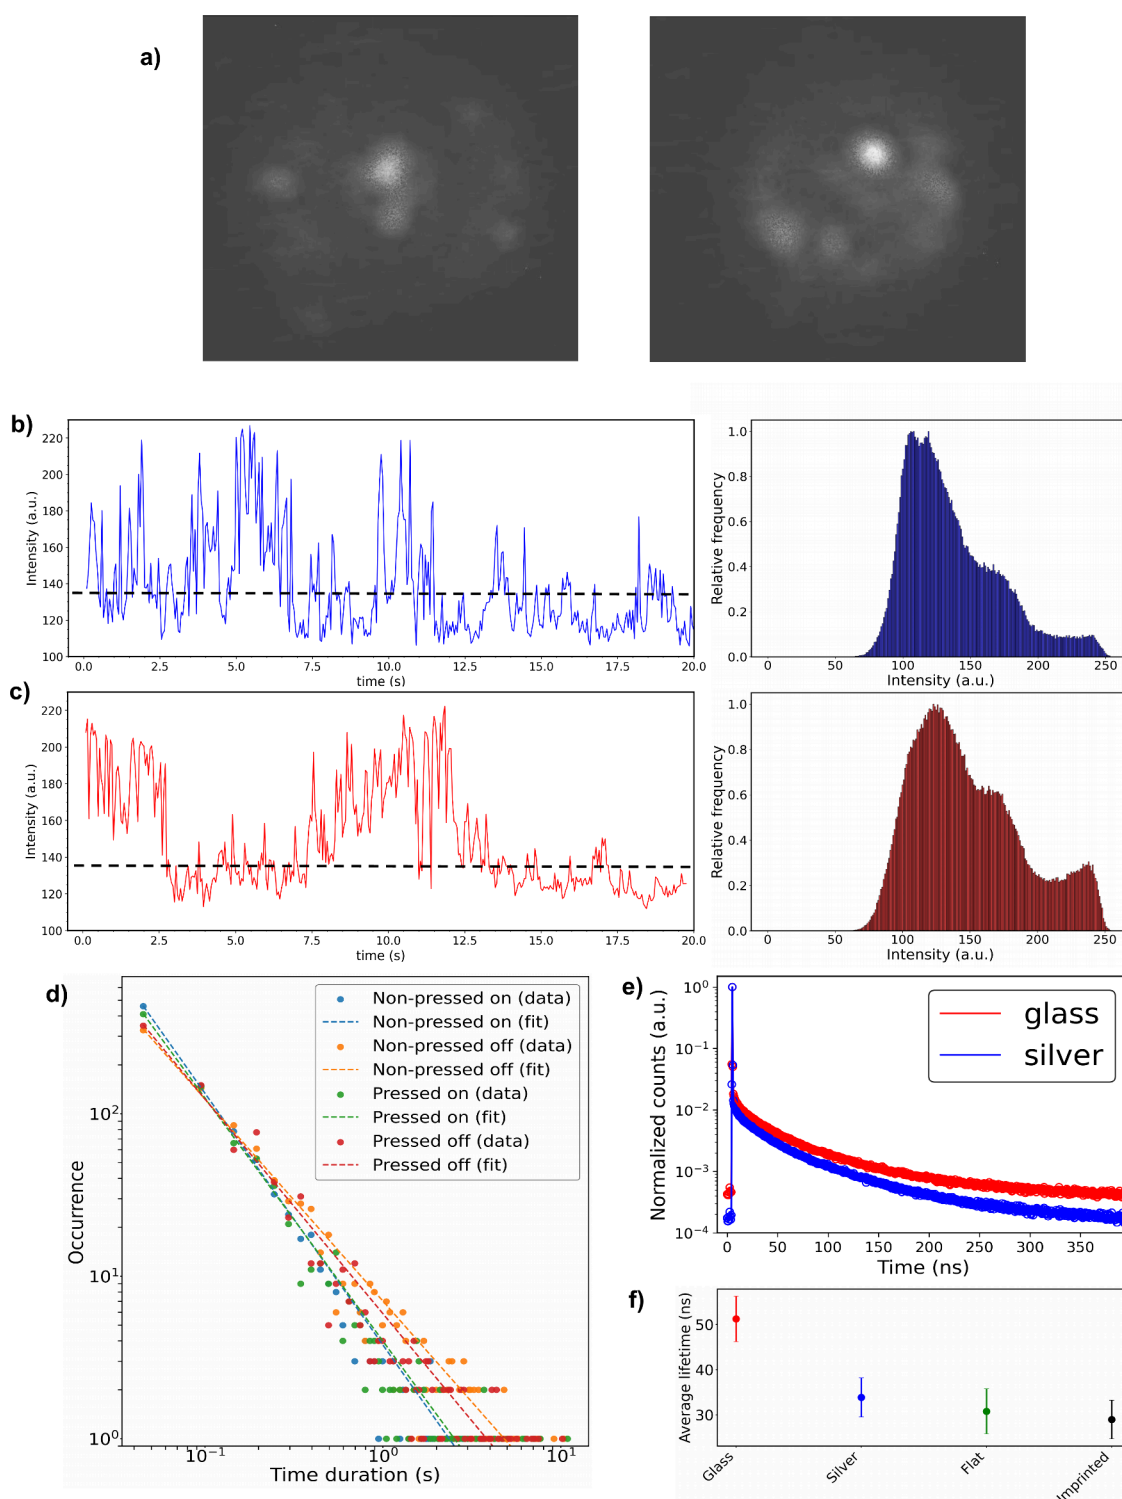 a)
b)
220
200
180
160
140
120
100
Intensity (a.u.)
0.0 2.5 5.0 7.5 10.0 12.5 15.0 17.5 20.0
time (s)
1.0
0.8
0.6
0.4
0.2
0.0
Relative frequency
0 50 100 150 200 250
Intensity (a.u.)
c)
220
200
180
160
140
120
100
Intensity (a.u.)
0.0 2.5 5.0 7.5 10.0 12.5 15.0 17.5 20.0
time (s)
1.0
0.8
0.6
0.4
0.2
0.0
Relative frequency
0 50 100 150 200 250
Intensity (a.u.)
d)
Non-pressed on (data)
Non-pressed on (fit)
Non-pressed off (data)
Non-pressed off (fit)
Pressed on (data)
Pressed on (fit)
Pressed off (data)
Pressed off (fit)
10²
10¹
10⁰
Occurrence
10⁻¹ 10⁰ 10¹
Time duration (s)
e)
glass
silver
10⁰
10⁻¹
10⁻²
10⁻³
10⁻⁴
Normalized counts (a.u.)
0 50 100 150 200 250 300 350
Time (ns)
f)
50
40
30
Average lifetime (ns)
Glass
Silver
Flat
Imprinted